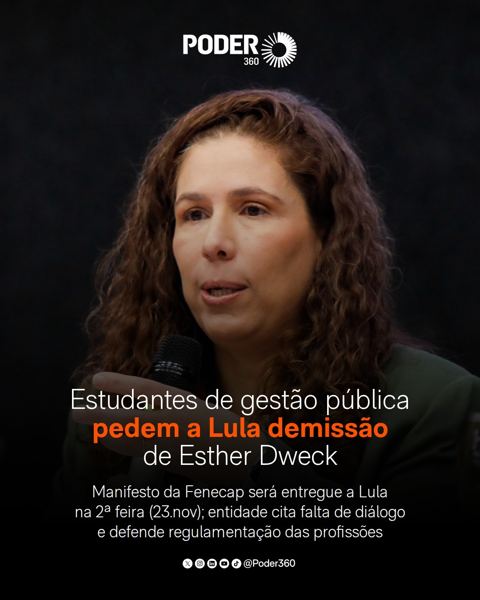 PODER
360
Estudantes de gestão pública
pedem a Lula demissão
de Esther Dweck
Manifesto da Fenecap será entregue a Lula
na 2ª feira (23.nov); entidade cita falta de diálogo
e defende regulamentação das profissões
@Poder360